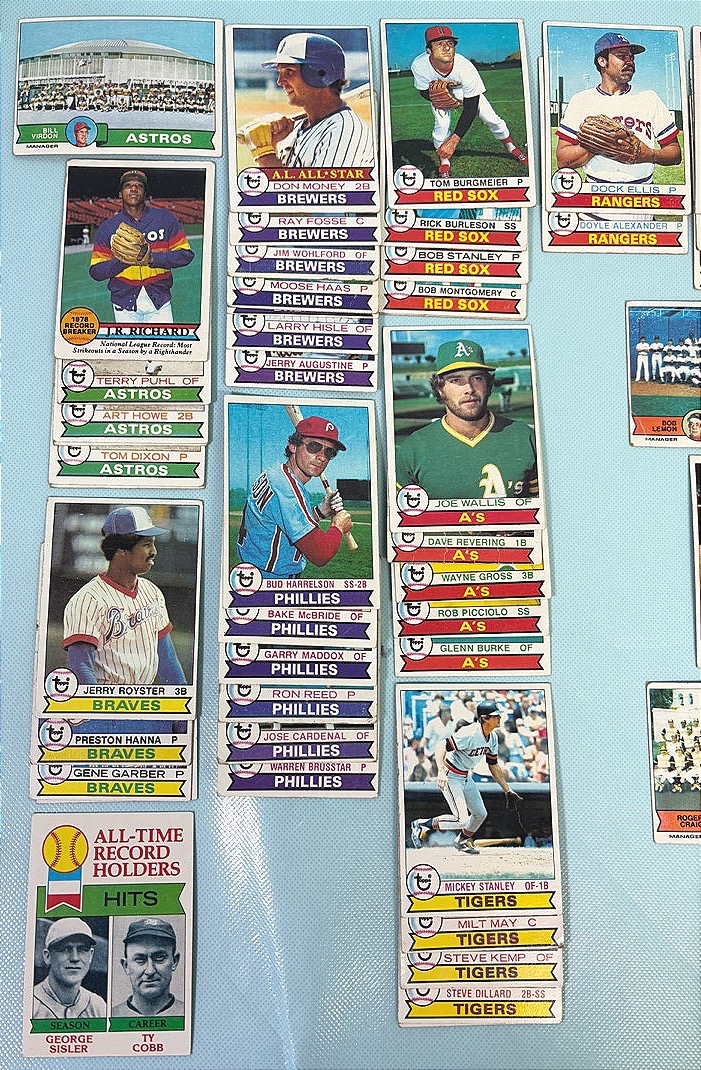 BILL
VIRDON
MANAGER
ASTROS
1978
RECORD
BREAKER
J.R. RICHARD
National League Record: Most
Strikeouts in a Season by a Righthander
TERRY PUHL OF
ASTROS
ART HOWE 2B
ASTROS
TOM DIXON P
ASTROS
Braves
JERRY ROYSTER 3B
BRAVES
PRESTON HANNA P
BRAVES
GENE GARBER P
BRAVES
ALL-TIME
RECORD
HOLDERS
HITS
SEASON
GEORGE
SISLER
CAREER
TY
COBB
A.L. ALL★STAR
DON MONEY 2B
BREWERS
RAY FOSSE C
BREWERS
JIM WOHLFORD OF
BREWERS
MOOSE HAAS P
BREWERS
LARRY HISLE OF
BREWERS
JERRY AUGUSTINE P
BREWERS
BUD HARRELSON SS-2B
PHILLIES
BAKE McBRIDE OF
PHILLIES
GARRY MADDOX OF
PHILLIES
RON REED P
PHILLIES
JOSE CARDENAL OF
PHILLIES
WARREN BRUSSTAR P
PHILLIES
TOM BURGMEIER P
RED SOX
RICK BURLESON SS
RED SOX
BOB STANLEY P
RED SOX
BOB MONTGOMERY C
RED SOX
A's
A's
JOE WALLIS OF
A'S
DAVE REVERING 1B
A'S
WAYNE GROSS 3B
A'S
ROB PICCIOLO SS
A'S
GLENN BURKE OF
A'S
MICKEY STANLEY OF-1B
TIGERS
MILT MAY C
TIGERS
STEVE KEMP OF
TIGERS
STEVE DILLARD 2B-SS
TIGERS
DOCK ELLIS P
RANGERS
DOYLE ALEXANDER P
RANGERS
BOB
LEMON
MANAGER
ROGER
CRAIG
MANAGER